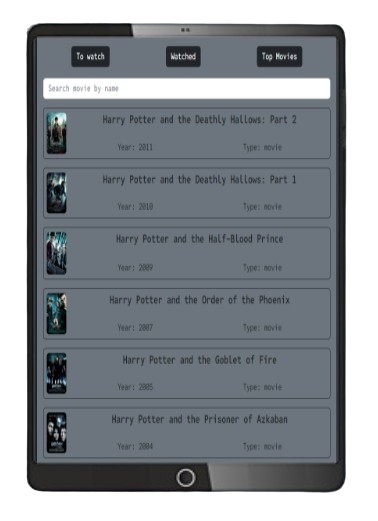 To watch Watched Top Movies
Search movie by name
Harry Potter and the Deathly Hallows: Part 2
Year: 2011 Type: movie
Harry Potter and the Deathly Hallows: Part 1
Year: 2010 Type: movie
Harry Potter and the Half-Blood Prince
Year: 2009 Type: movie
Harry Potter and the Order of the Phoenix
Year: 2007 Type: movie
Harry Potter and the Goblet of Fire
Year: 2005 Type: movie
Harry Potter and the Prisoner of Azkaban
Year: 2004 Type: movie